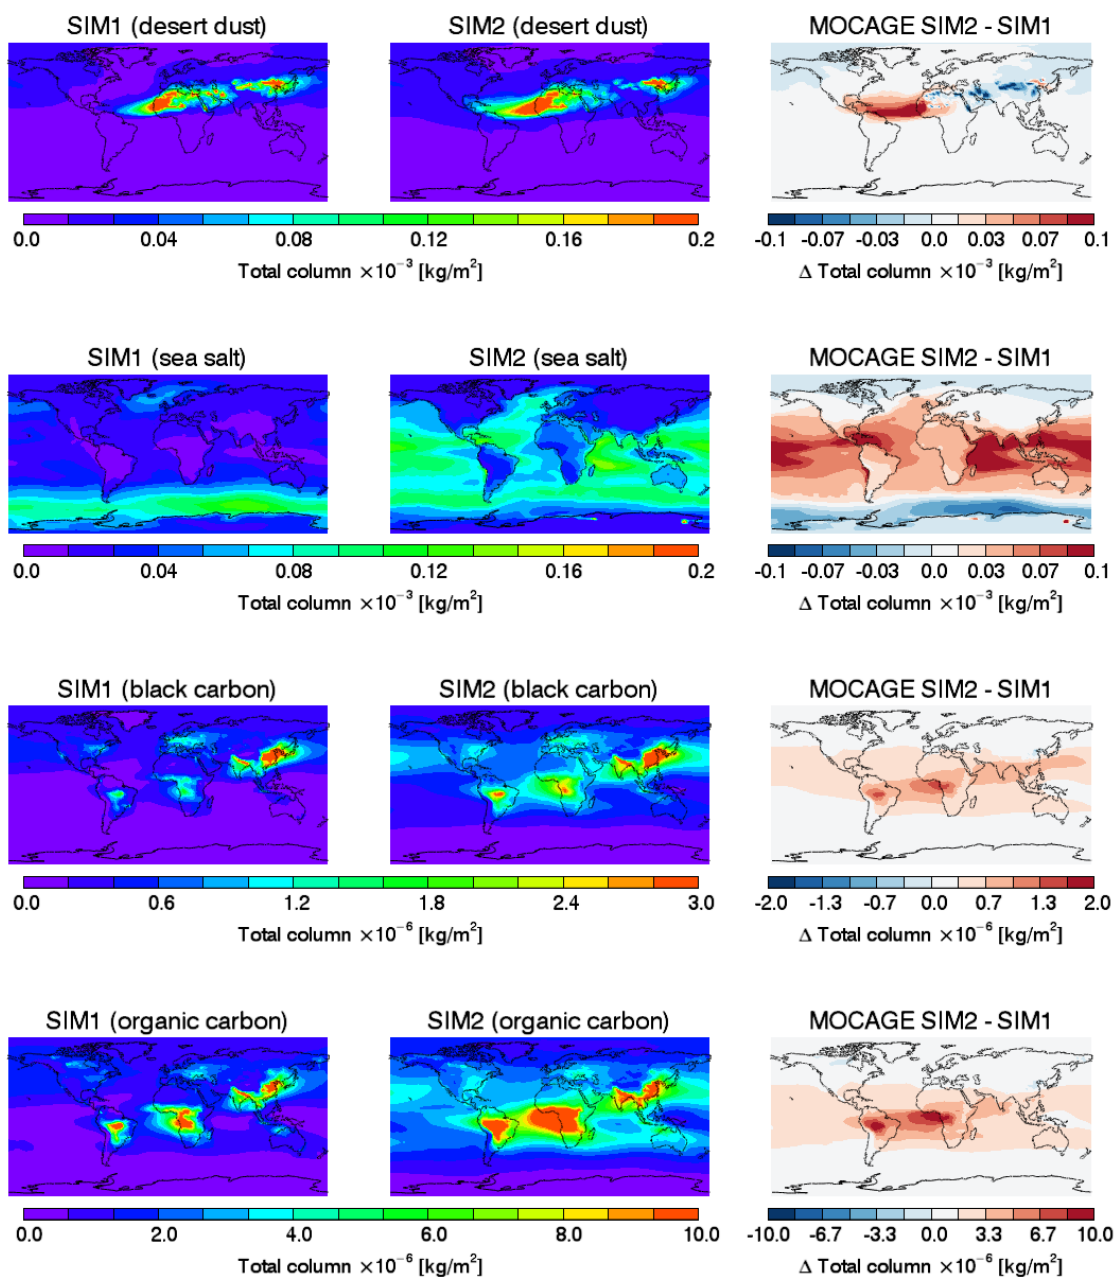 SIM1 (desert dust) SIM2 (desert dust) MOCAGE SIM2 - SIM1
0.0 0.04 0.08 0.12 0.16 0.2 -0.1 -0.07 -0.03 0.0 0.03 0.07 0.1
Total column ×10⁻³ [kg/m²] Δ Total column ×10⁻³ [kg/m²]
SIM1 (sea salt) SIM2 (sea salt) MOCAGE SIM2 - SIM1
0.0 0.04 0.08 0.12 0.16 0.2 -0.1 -0.07 -0.03 0.0 0.03 0.07 0.1
Total column ×10⁻³ [kg/m²] Δ Total column ×10⁻³ [kg/m²]
SIM1 (black carbon) SIM2 (black carbon) MOCAGE SIM2 - SIM1
0.0 0.6 1.2 1.8 2.4 3.0 -2.0 -1.3 -0.7 0.0 0.7 1.3 2.0
Total column ×10⁻⁶ [kg/m²] Δ Total column ×10⁻⁶ [kg/m²]
SIM1 (organic carbon) SIM2 (organic carbon) MOCAGE SIM2 - SIM1
0.0 2.0 4.0 6.0 8.0 10.0 -10.0 -6.7 -3.3 0.0 3.3 6.7 10.0
Total column ×10⁻⁶ [kg/m²] Δ Total column ×10⁻⁶ [kg/m²]